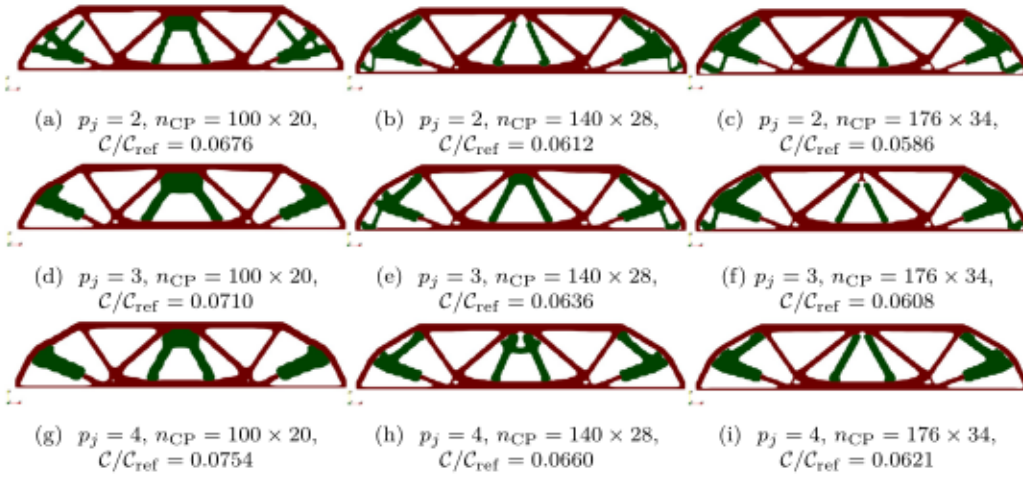 (a) p_j = 2, n_CP = 100 × 20,
C/C_ref = 0.0676
(b) p_j = 2, n_CP = 140 × 28,
C/C_ref = 0.0612
(c) p_j = 2, n_CP = 176 × 34,
C/C_ref = 0.0586
(d) p_j = 3, n_CP = 100 × 20,
C/C_ref = 0.0710
(e) p_j = 3, n_CP = 140 × 28,
C/C_ref = 0.0636
(f) p_j = 3, n_CP = 176 × 34,
C/C_ref = 0.0608
(g) p_j = 4, n_CP = 100 × 20,
C/C_ref = 0.0754
(h) p_j = 4, n_CP = 140 × 28,
C/C_ref = 0.0660
(i) p_j = 4, n_CP = 176 × 34,
C/C_ref = 0.0621